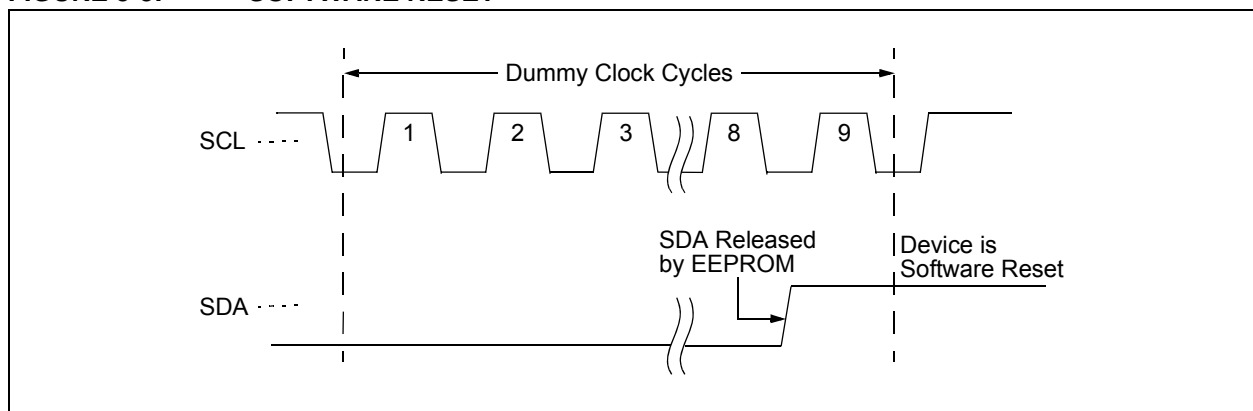 Dummy Clock Cycles
SCL
1 2 3 8 9
SDA Released
by EEPROM
Device is
Software Reset
SDA